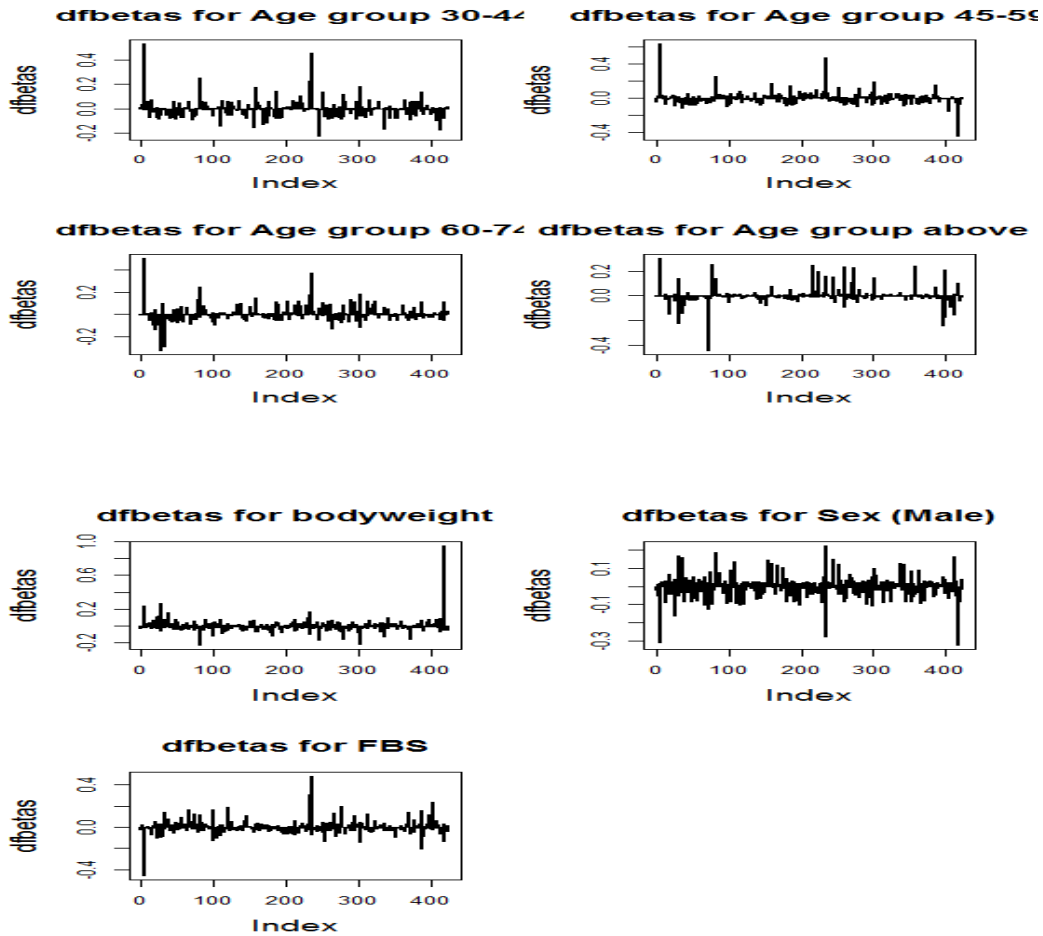 dfbetas for Age group 30-44
dfbetas
0.4
0.2
0.0
-0.2
0 100 200 300 400
Index
dfbetas for Age group 45-59
dfbetas
0.4
0.0
-0.4
0 100 200 300 400
Index
dfbetas for Age group 60-74
dfbetas
0.2
-0.2
0 100 200 300 400
Index
dfbetas for Age group above
dfbetas
0.2
0.0
-0.4
0 100 200 300 400
Index
dfbetas for bodyweight
dfbetas
1.0
0.6
0.2
-0.2
0 100 200 300 400
Index
dfbetas for Sex (Male)
dfbetas
0.1
-0.1
-0.3
0 100 200 300 400
Index
dfbetas for FBS
dfbetas
0.4
0.0
-0.4
0 100 200 300 400
Index